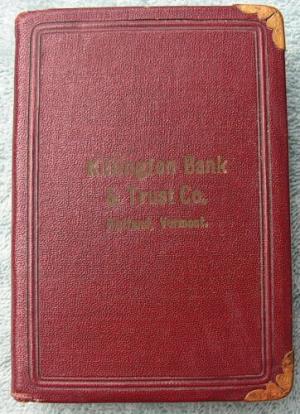 Killington Bank
& Trust Co.
Rutland, Vermont.